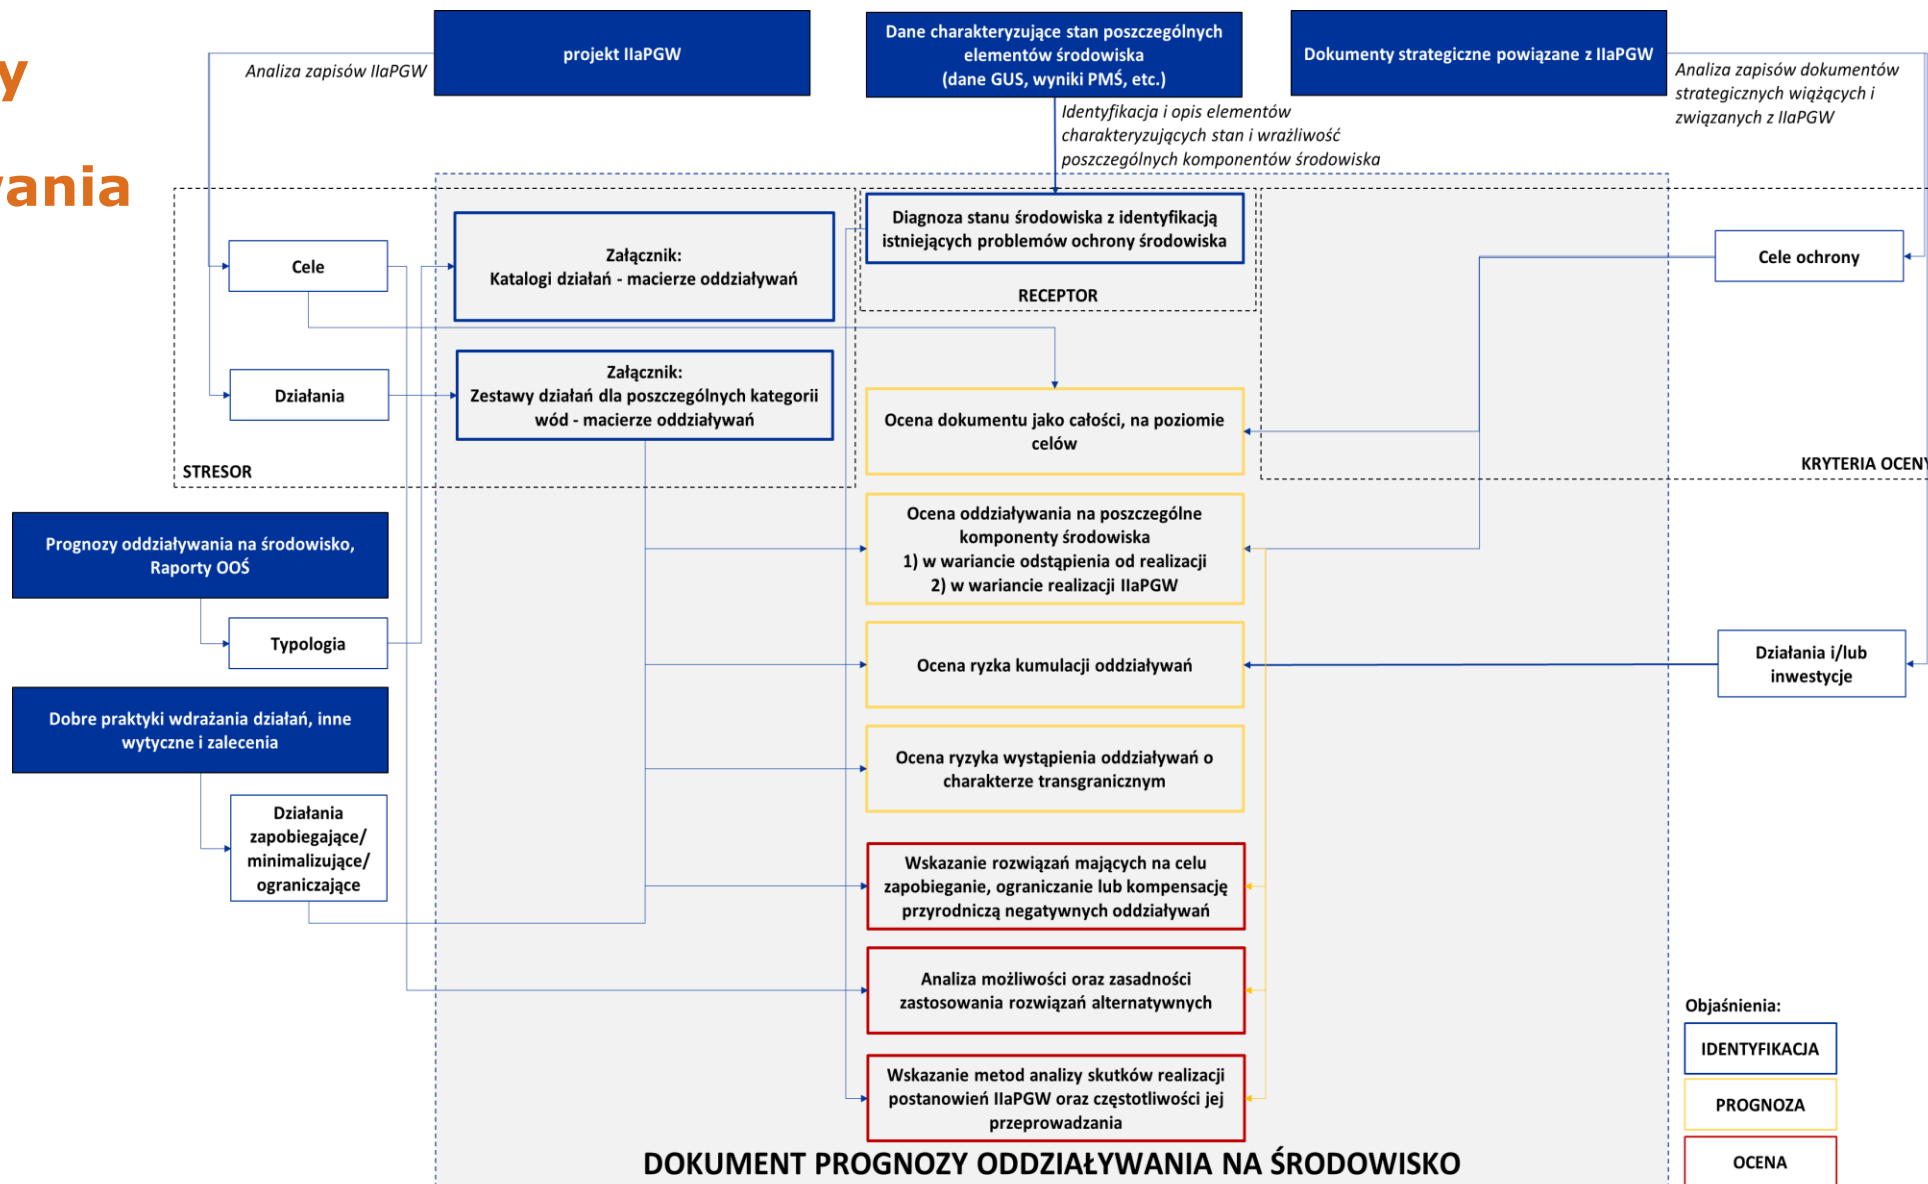 y
vania
projekt IIaPGW
Dane charakteryzujące stan poszczególnych
elementów środowiska
(dane GUS, wyniki PMŚ, etc.)
Dokumenty strategiczne powiązane z IIaPGW
Analiza zapisów IIaPGW
Analiza zapisów dokumentów
strategicznych wiążących i
związanych z IIaPGW
Identyfikacja i opis elementów
charakteryzujących stan i wrażliwość
poszczególnych komponentów środowiska
Cele
Załącznik:
Katalogi działań - macierze oddziaływań
Diagnoza stanu środowiska z identyfikacją
istniejących problemów ochrony środowiska
RECEPTOR
Cele ochrony
Działania
Załącznik:
Zestawy działań dla poszczególnych kategorii
wód - macierze oddziaływań
Ocena dokumentu jako całości, na poziomie
celów
STRESOR
KRYTERIA OCENY
Prognozy oddziaływania na środowisko,
Raporty OOŚ
Ocena oddziaływania na poszczególne
komponenty środowiska
1) w wariancie odstąpienia od realizacji
2) w wariancie realizacji IIaPGW
Typologia
Ocena ryzka kumulacji oddziaływań
Działania i/lub
inwestycje
Dobre praktyki wdrażania działań, inne
wytyczne i zalecenia
Ocena ryzyka wystąpienia oddziaływań o
charakterze transgranicznym
Działania
zapobiegające/
minimalizujące/
ograniczające
Wskazanie rozwiązań mających na celu
zapobieganie, ograniczanie lub kompensację
przyrodniczą negatywnych oddziaływań
Analiza możliwości oraz zasadności
zastosowania rozwiązań alternatywnych
Wskazanie metod analizy skutków realizacji
postanowień IIaPGW oraz częstotliwości jej
przeprowadzania
Objaśnienia:
IDENTYFIKACJA
PROGNOZA
OCENA
DOKUMENT PROGNOZY ODDZIAŁYWANIA NA ŚRODOWISKO